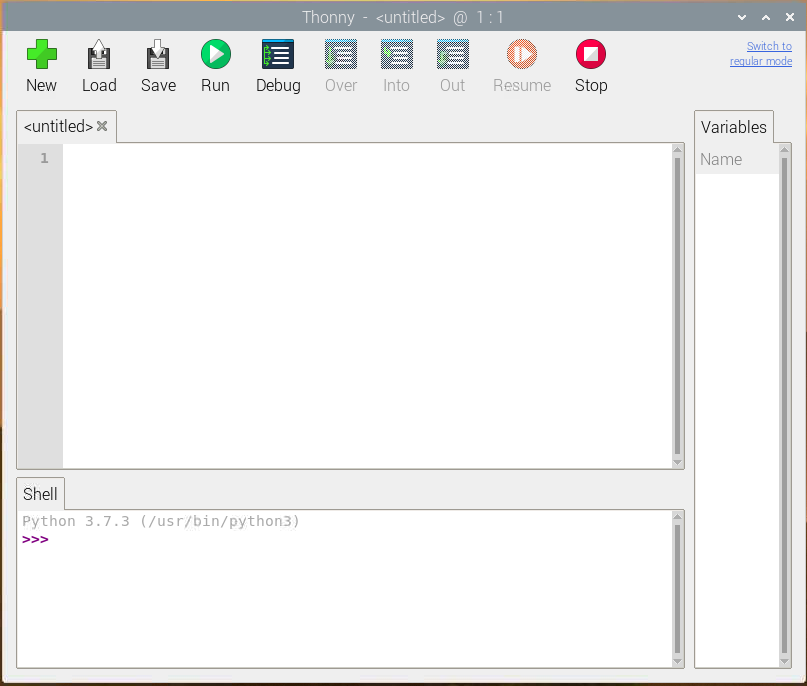 Thonny - <untitled> @ 1 : 1
New Load Save Run Debug Over Into Out Resume Stop
Switch to
regular mode
<untitled>
1
Variables
Name
Shell
Python 3.7.3 (/usr/bin/python3)
>>>